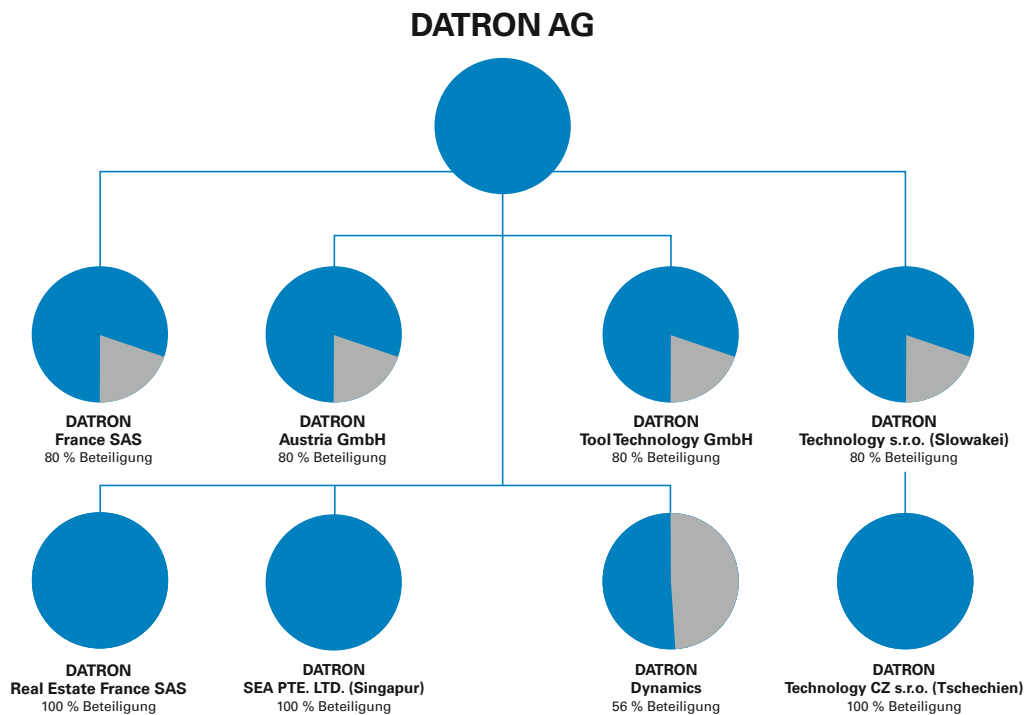 DATRON AG
DATRON
France SAS
80 % Beteiligung
DATRON
Austria GmbH
80 % Beteiligung
DATRON
Tool Technology GmbH
80 % Beteiligung
DATRON
Technology s.r.o. (Slowakei)
80 % Beteiligung
DATRON
Real Estate France SAS
100 % Beteiligung
DATRON
SEA PTE. LTD. (Singapur)
100 % Beteiligung
DATRON
Dynamics
56 % Beteiligung
DATRON
Technology CZ s.r.o. (Tschechien)
100 % Beteiligung